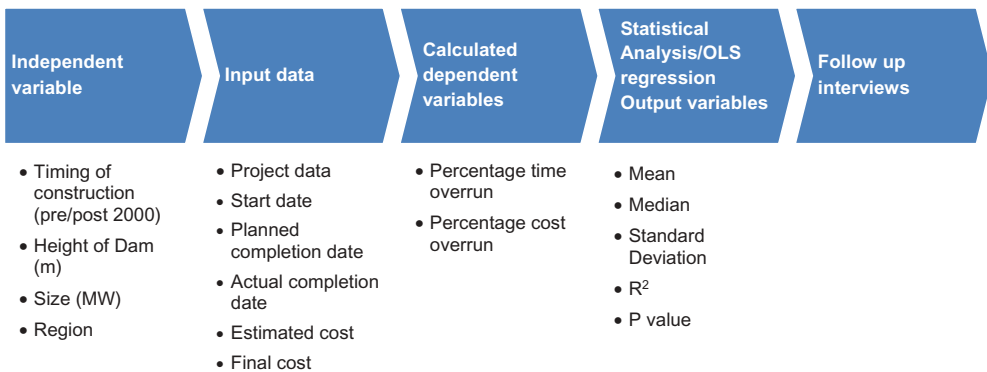 Independent
variable
Input data
Calculated
dependent
variables
Statistical
Analysis/OLS
regression
Output variables
Follow up
interviews
• Timing of
construction
(pre/post 2000)
• Height of Dam
(m)
• Size (MW)
• Region
• Project data
• Start date
• Planned
completion date
• Actual completion
date
• Estimated cost
• Final cost
• Percentage time
overrun
• Percentage cost
overrun
• Mean
• Median
• Standard
Deviation
• R²
• P value